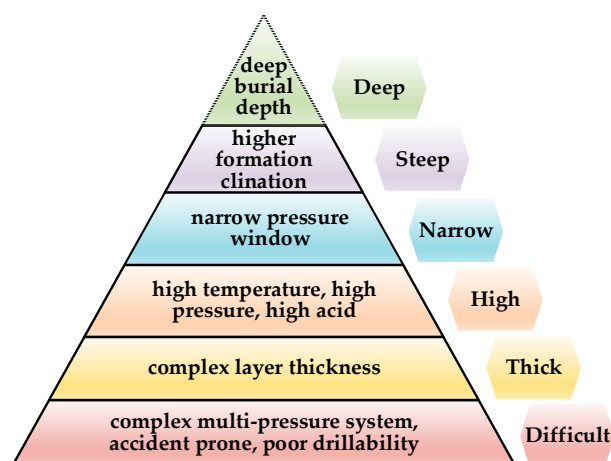 deep
burial
depth
Deep
higher
formation
clination
Steep
narrow pressure
window
Narrow
high temperature, high
pressure, high acid
High
complex layer thickness
Thick
complex multi-pressure system,
accident prone, poor drillability
Difficult